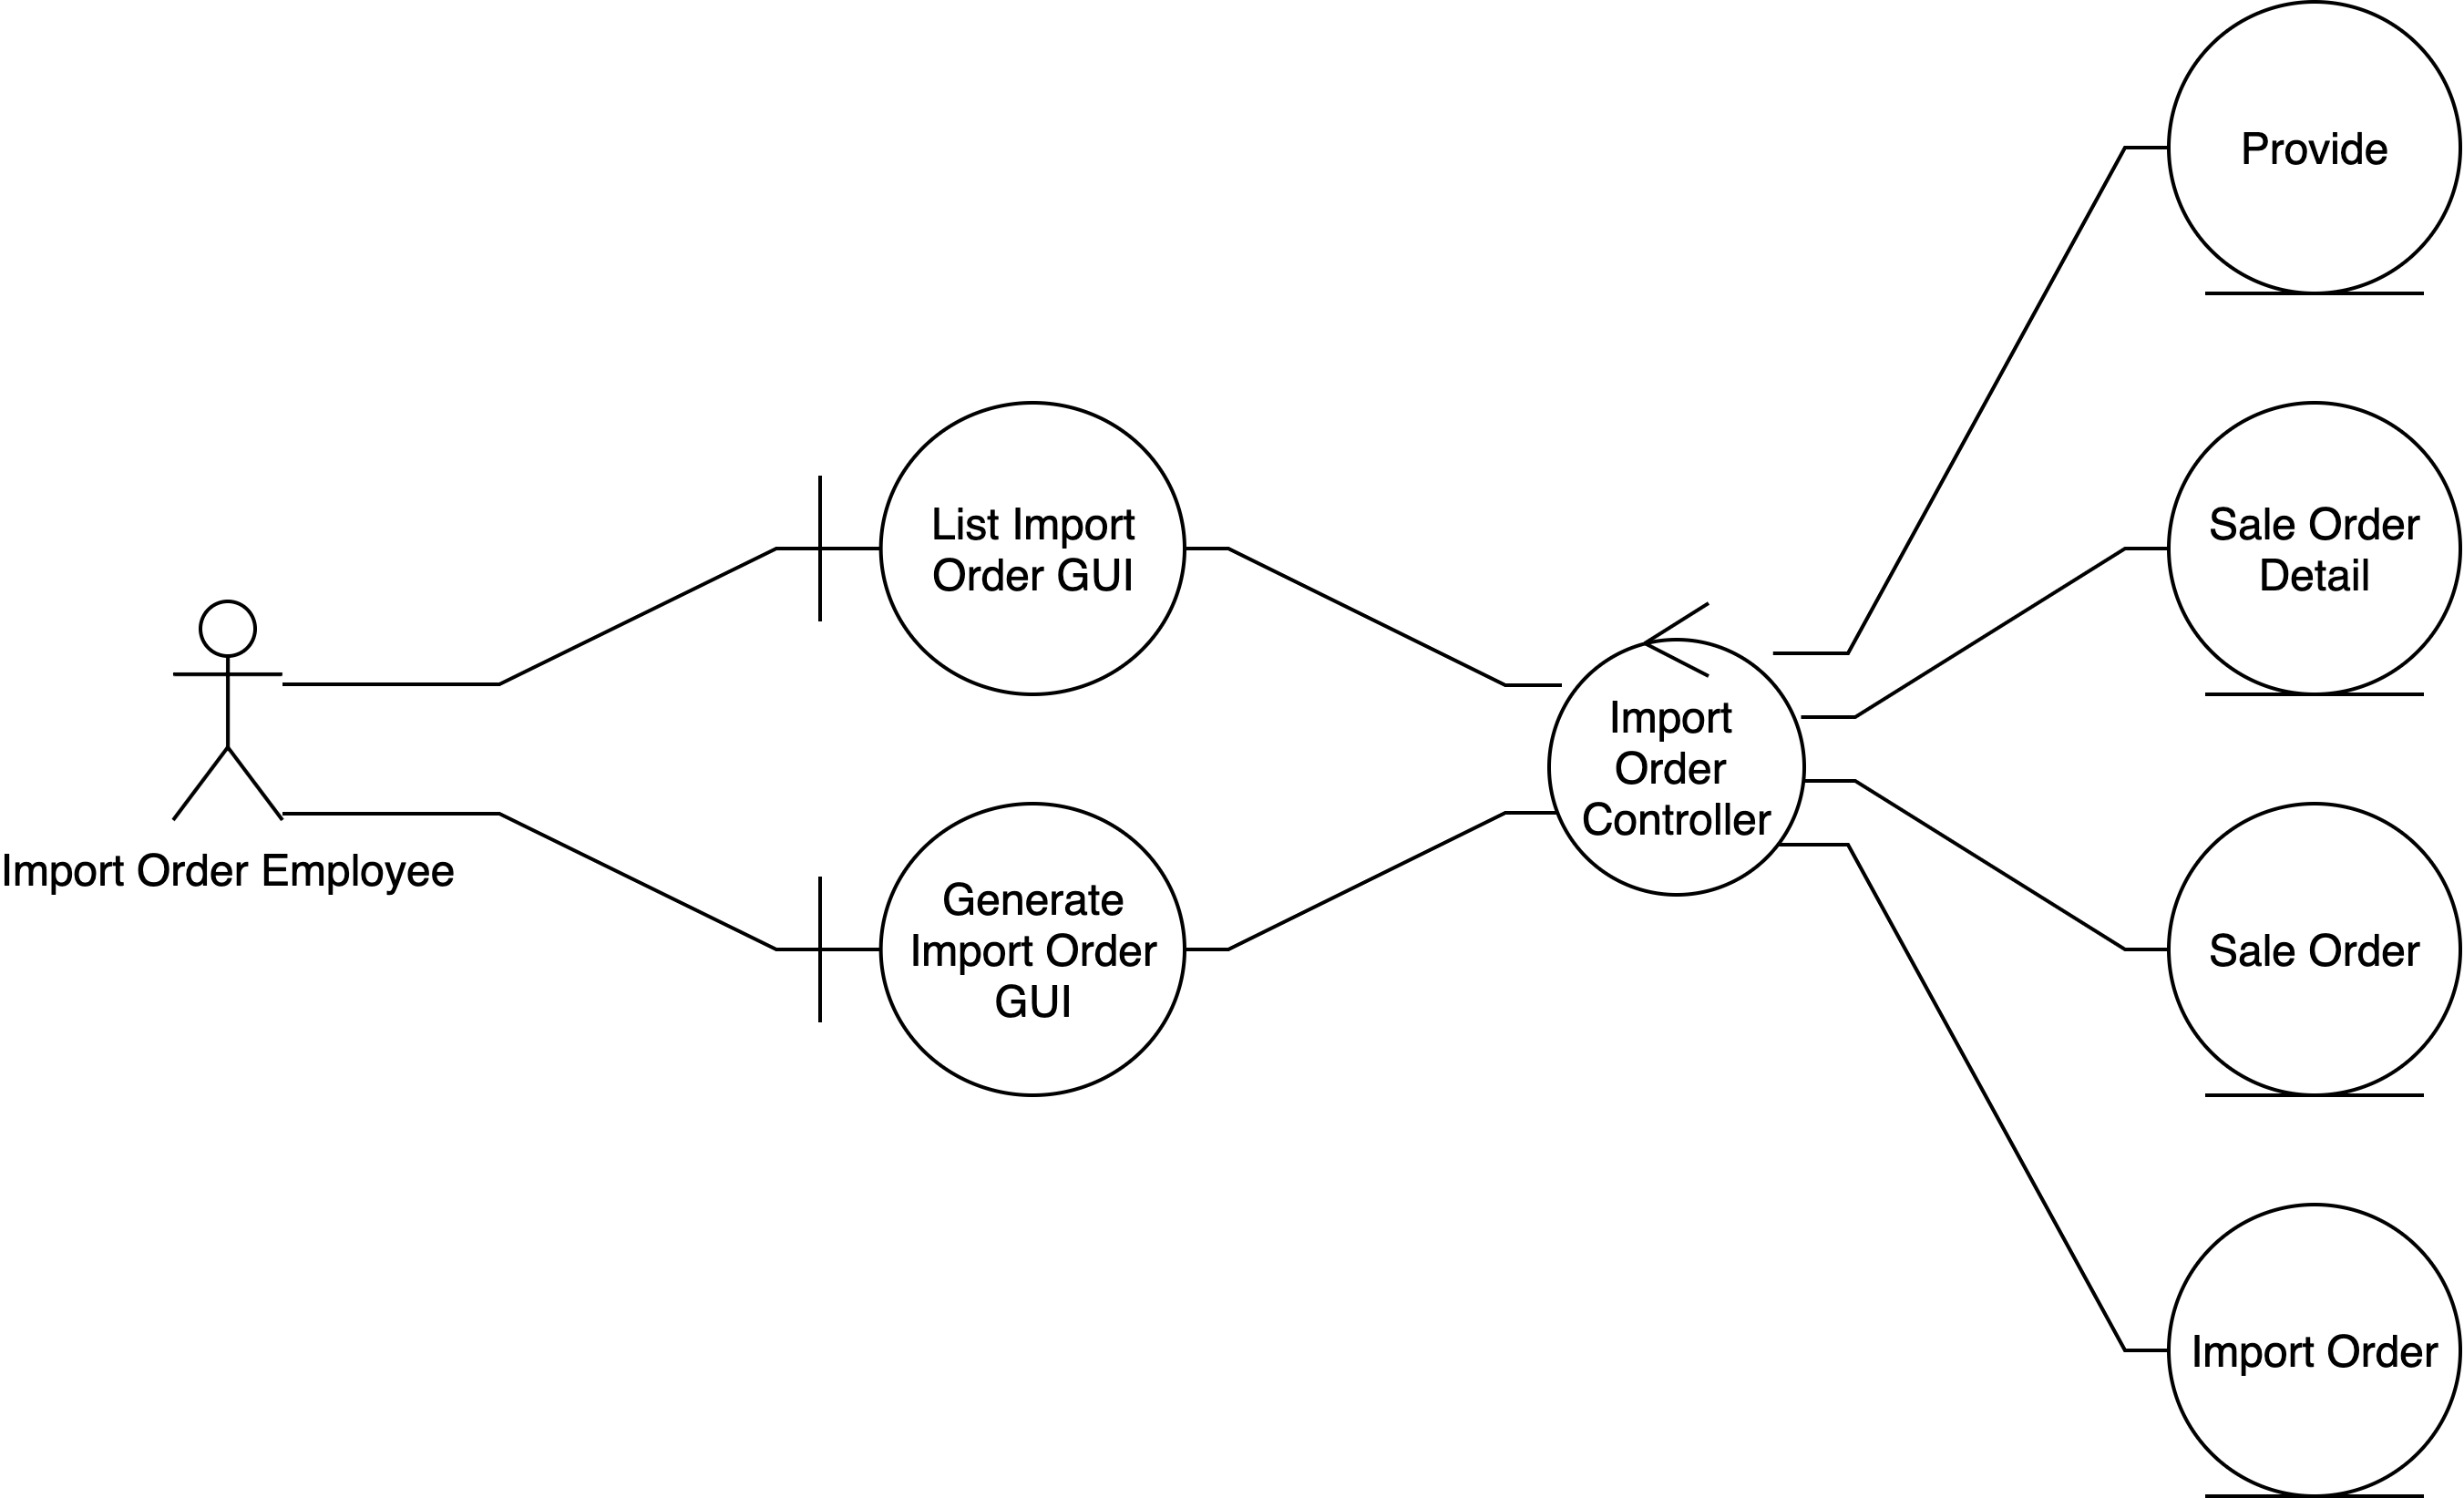 Provide
List Import
Order GUI
Sale Order
Detail
Import Order Employee
Import
Order
Controller
Generate
Import Order
GUI
Sale Order
Import Order